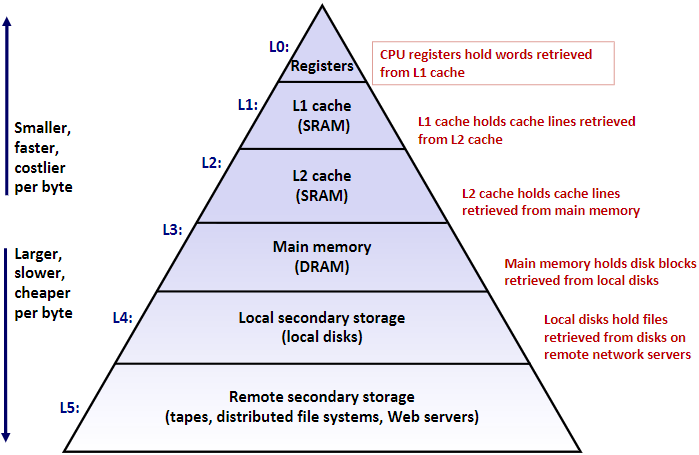 L0:
Registers
CPU registers hold words retrieved
from L1 cache
L1:
L1 cache
(SRAM)
L1 cache holds cache lines retrieved
from L2 cache
Smaller,
faster,
costlier
per byte
L2:
L2 cache
(SRAM)
L2 cache holds cache lines
retrieved from main memory
L3:
Main memory
(DRAM)
Main memory holds disk blocks
retrieved from local disks
Larger,
slower,
cheaper
per byte
L4:
Local secondary storage
(local disks)
Local disks hold files
retrieved from disks on
remote network servers
L5:
Remote secondary storage
(tapes, distributed file systems, Web servers)